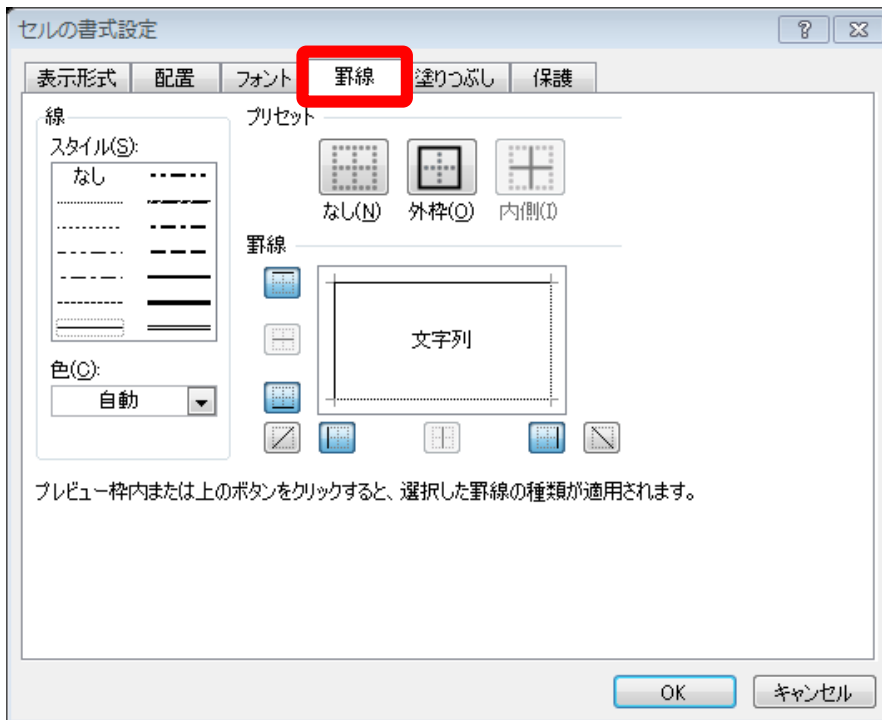 セルの書式設定
表示形式 配置 フォント 罫線 塗りつぶし 保護
線
スタイル(S):
なし
色(C):
自動
プリセット
なし(N) 外枠(O) 内側(I)
罫線
文字列
プレビュー枠内または上のボタンをクリックすると、選択した罫線の種類が適用されます。
OK キャンセル